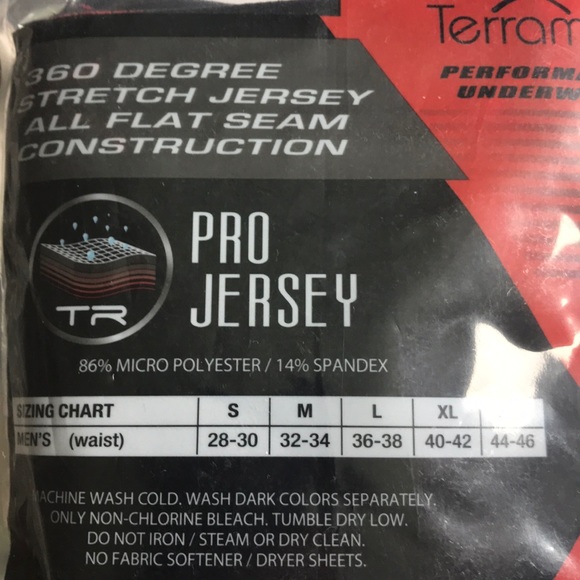 Terram
PERFORMA
UNDERW
360 DEGREE
STRETCH JERSEY
ALL FLAT SEAM
CONSTRUCTION
PRO
JERSEY
TR
86% MICRO POLYESTER / 14% SPANDEX
SIZING CHART S M L XL
MEN'S (waist) 28-30 32-34 36-38 40-42 44-46
MACHINE WASH COLD. WASH DARK COLORS SEPARATELY.
ONLY NON-CHLORINE BLEACH. TUMBLE DRY LOW.
DO NOT IRON / STEAM OR DRY CLEAN.
NO FABRIC SOFTENER / DRYER SHEETS.